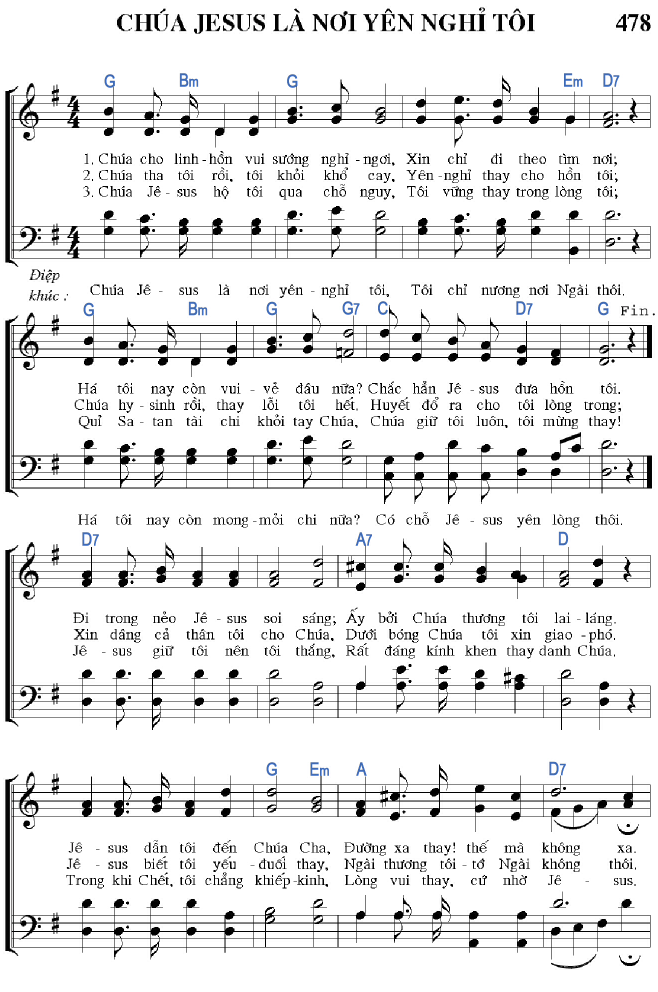 CHÚA JESUS LÀ NƠI YÊN NGHỈ TÔI 478
G Bm G Em D7
4 4
1. Chúa cho linh-hồn vui sướng nghỉ-ngơi, Xin chỉ đi theo tìm nơi;
2. Chúa tha tôi rồi, tôi khỏi khổ cay, Yên-nghỉ thay cho hồn tôi;
3. Chúa Jê-sus hộ tôi qua chỗ nguy, Tôi vững thay trong lòng tôi;
4 4
Điệp
khúc : Chúa Jê-sus là nơi yên-nghỉ tôi, Tôi chỉ nương nơi Ngài thôi.
G Bm G G7 C D7 G Fin.
Há tôi nay còn vui-vẻ đâu nữa? Chắc hẳn Jê-sus đưa hồn tôi.
Chúa hy-sinh rồi, thay lỗi tôi hết, Huyết đổ ra cho tôi lòng trong;
Quỉ Sa-tan tài chi khỏi tay Chúa, Chúa giữ tôi luôn, tôi mừng thay!
Há tôi nay còn mong-mỏi chi nữa? Có chỗ Jê-sus yên lòng thôi.
D7 A7 D
Đi trong nẻo Jê-sus soi sáng; Ấy bởi Chúa thương tôi lai-láng.
Xin dâng cả thân tôi cho Chúa, Dưới bóng Chúa tôi xin giao-phó.
Jê-sus giữ tôi nên tôi thắng, Rất đáng kính khen thay danh Chúa,
G Em A D7
Jê-sus dẫn tôi đến Chúa Cha, Đường xa thay! thế mà không xa.
Jê-sus biết tôi yếu-đuối thay, Ngài thương tôi-tớ Ngài không thôi.
Trong khi Chết, tôi chẳng khiếp-kinh, Lòng vui thay, cứ nhờ Jê-sus.